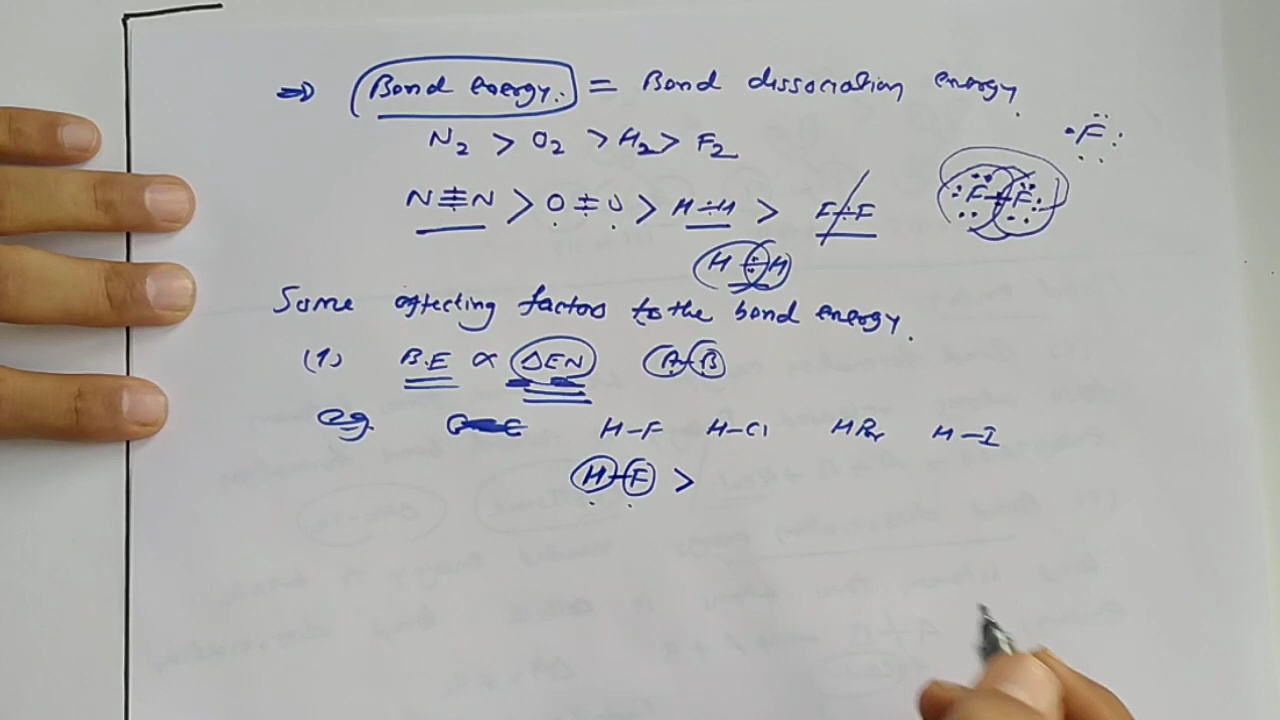 ⇒ Bond energy. = Bond dissociation energy.
N2 > O2 > H2 > F2
·F:
N≡N > O=O > H-H > F-F
F-F
H-H
Some affecting factors to the bond energy.
(1) B.E ∝ ΔEN A-B
eg. H-F H-Cl HBr H-I
H-F >